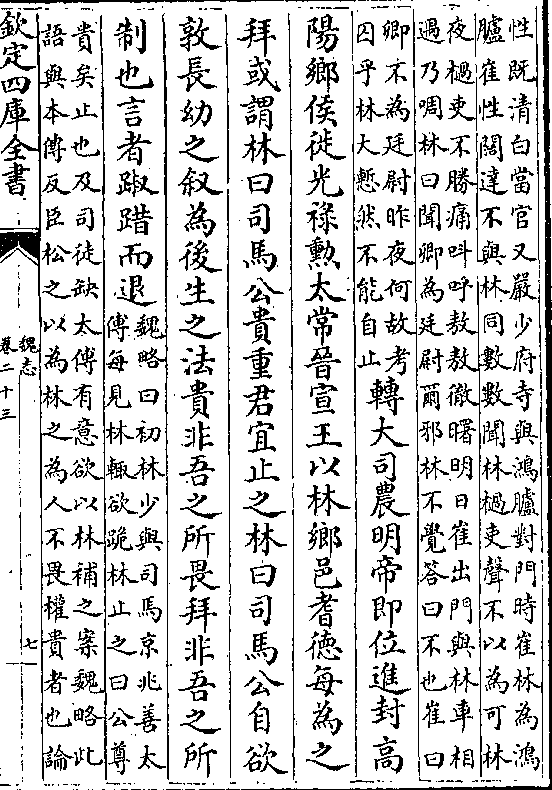 性既清白當官又嚴少府寺與鴻臚對門時崔林為鴻
臚崔性闊達不與林同數數聞林撾吏聲不以為可林
夜撾吏不勝痛呌呼敖敖徹曙明日崔出門與林車相
遇乃啁林曰聞卿為廷尉爾邪林不覺答曰不也崔曰
卿不為廷尉昨夜何故考
囚乎林大慙然不能自止
轉大司農明帝即位進封高
陽鄉侯徙光祿勲太常晉宣王以林鄉邑耆德每為之
拜或謂林曰司馬公貴重君宜止之林曰司馬公自欲
敦長幼之叙為後生之法貴非吾之所畏拜非吾之所
制也言者踧踖而退
魏略曰初林少與司馬京兆善太
傅每見林輙欲跪林止之曰公尊
貴矣止也及司徒缺太傅有意欲以林補之案魏略此
語與本傳反臣松之以為林之為人不畏權貴者也論
欽定四庫全書
魏志
卷二十三
七